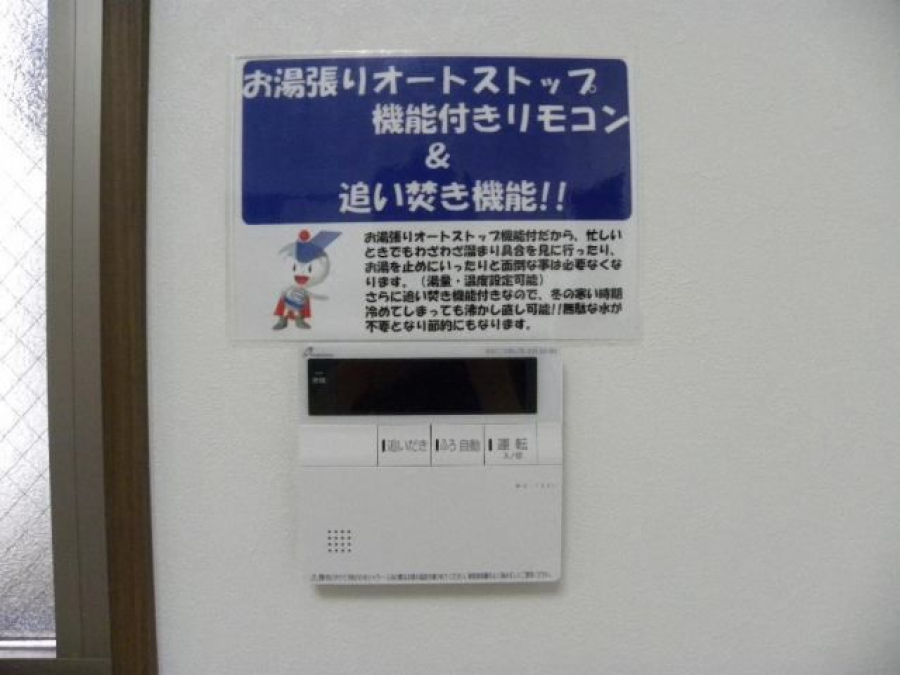 お湯張りオートストップ
機能付きリモコン
&
追い焚き機能!!
お湯張りオートストップ機能付だから、忙しい
ときでもわざわざ溜まり具合を見に行ったり、
お湯を止めにいったりと面倒な事は必要なくな
ります。（湯量・温度設定可能）
さらに追い焚き機能付きなので、冬の寒い時期
冷めてしまっても沸かし直し可能!!無駄な水が
不要となり節約にもなります。
追いだき
ふろ自動
運転
入/切